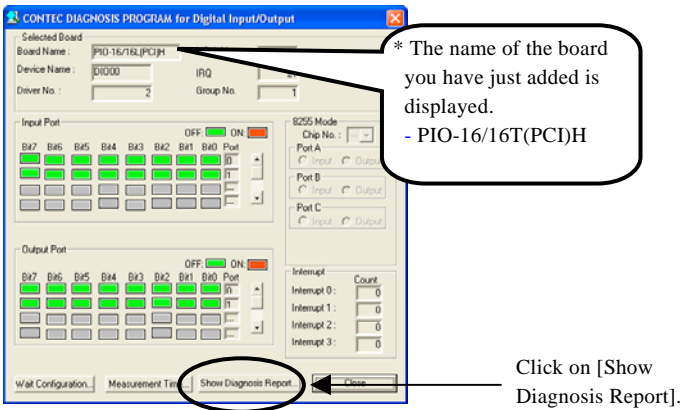 CONTEC DIAGNOSIS PROGRAM for Digital Input/Output
Selected Board
Board Name : PIO-16/16L(PCI)H
Device Name : DIO00
IRQ
Driver No. : 2
Group No. 1
* The name of the board
you have just added is
displayed.
- PIO-16/16T(PCI)H
Input Port
OFF: ON:
Bit7 Bit6 Bit5 Bit4 Bit3 Bit2 Bit1 Bit0 Port
0
1
...
...
8255 Mode
Chip No. :
Port A
Input Output
Port B
Input Output
Port C
Input Output
Output Port
OFF: ON:
Bit7 Bit6 Bit5 Bit4 Bit3 Bit2 Bit1 Bit0 Port
0
1
...
...
Interrupt
Count
Interrupt 0 : 0
Interrupt 1 : 0
Interrupt 2 : 0
Interrupt 3 : 0
Wait Configuration... Measurement Tim Show Diagnosis Report... Close
Click on [Show
Diagnosis Report].